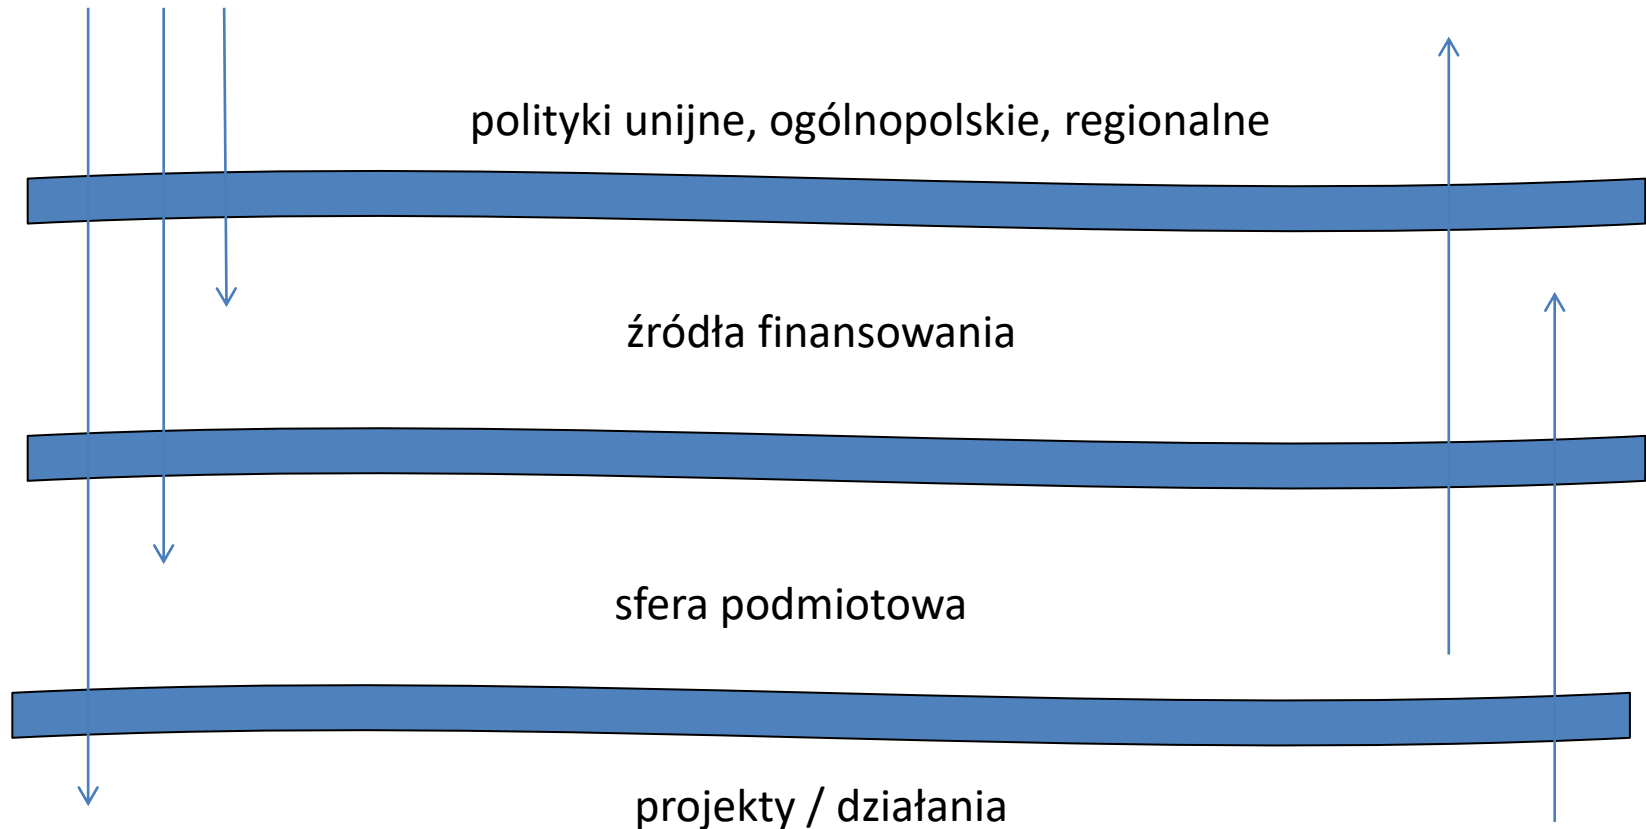 polityki unijne, ogólnopolskie, regionalne
źródła finansowania
sfera podmiotowa
projekty / działania